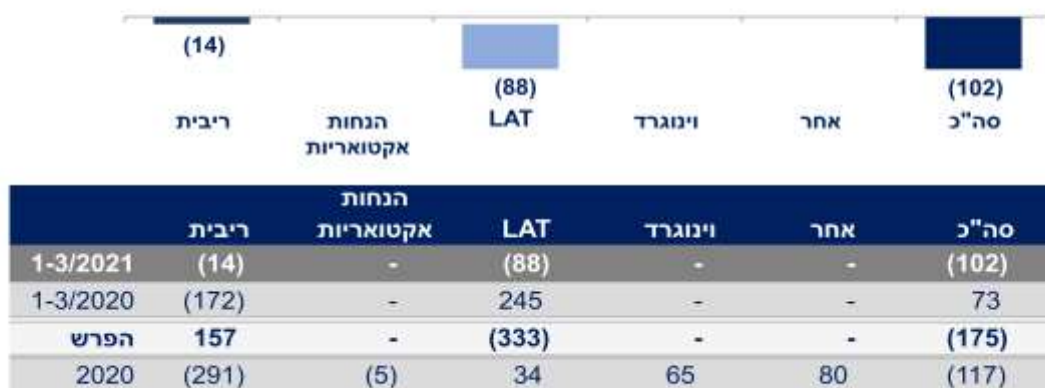 (14)
(88)
(102)
ריבית הנחות אקטואריות LAT וינוגרד אחר סה"כ
ריבית הנחות אקטואריות LAT וינוגרד אחר סה"כ
1-3/2021 (14) - (88) - - (102)
1-3/2020 (172) - 245 - - 73
הפרש 157 - (333) - - (175)
2020 (291) (5) 34 65 80 (117)